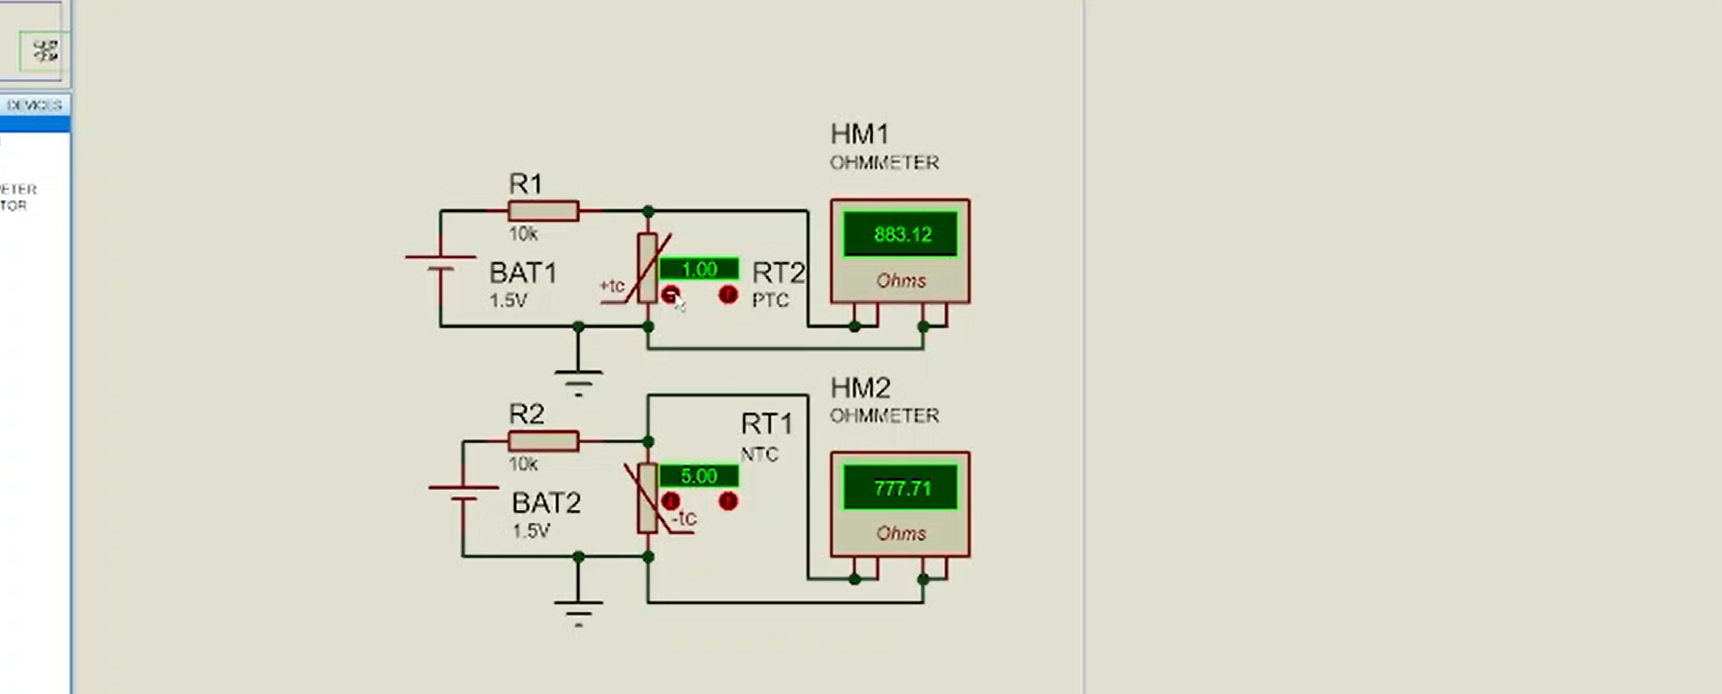 DEVICES
ETER
TOR
HM1
OHMMETER
883.12
Ohms
R1
10k
BAT1
1.5V
+tc
1.00
RT2
PTC
HM2
OHMMETER
777.71
Ohms
R2
10k
BAT2
1.5V
RT1
NTC
5.00
-tc